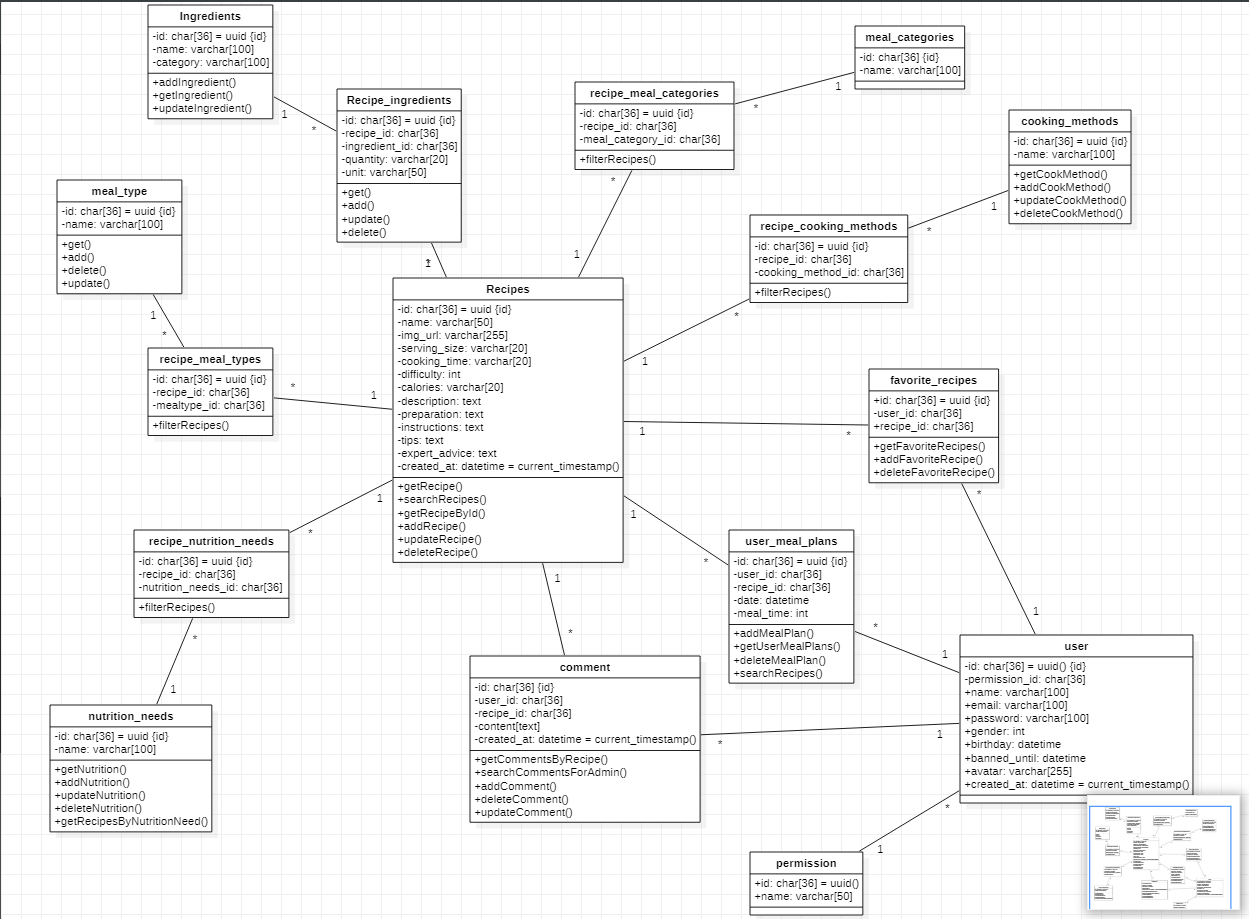 Ingredients
-id: char[36] = uuid {id}
-name: varchar[100]
-category: varchar[100]
+addIngredient()
+getIngredient()
+updateIngredient()
1
*
Recipe_ingredients
-id: char[36] = uuid {id}
-recipe_id: char[36]
-ingredient_id: char[36]
-quantity: varchar[20]
-unit: varchar[50]
+get()
+add()
+update()
+delete()
1
recipe_meal_categories
-id: char[36] = uuid {id}
-recipe_id: char[36]
-meal_category_id: char[36]
+filterRecipes()
*
1
meal_categories
-id: char[36] {id}
-name: varchar[100]
1
*
cooking_methods
-id: char[36] = uuid {id}
-name: varchar[100]
+getCookMethod()
+addCookMethod()
+updateCookMethod()
+deleteCookMethod()
1
*
recipe_cooking_methods
-id: char[36] = uuid {id}
-recipe_id: char[36]
-cooking_method_id: char[36]
+filterRecipes()
*
1
meal_type
-id: char[36] = uuid {id}
-name: varchar[100]
+get()
+add()
+delete()
+update()
1
*
recipe_meal_types
-id: char[36] = uuid {id}
-recipe_id: char[36]
-mealtype_id: char[36]
+filterRecipes()
*
1
Recipes
-id: char[36] = uuid {id}
-name: varchar[50]
-img_url: varchar[255]
-serving_size: varchar[20]
-cooking_time: varchar[20]
-difficulty: int
-calories: varchar[20]
-description: text
-preparation: text
-instructions: text
-tips: text
-expert_advice: text
-created_at: datetime = current_timestamp()
+getRecipe()
+searchRecipes()
+getRecipeById()
+addRecipe()
+updateRecipe()
+deleteRecipe()
1
*
favorite_recipes
+id: char[36] = uuid {id}
-user_id: char[36]
+recipe_id: char[36]
+getFavoriteRecipes()
+addFavoriteRecipe()
+deleteFavoriteRecipe()
*
1
1
*
recipe_nutrition_needs
-id: char[36] = uuid {id}
-recipe_id: char[36]
-nutrition_needs_id: char[36]
+filterRecipes()
*
1
nutrition_needs
-id: char[36] = uuid {id}
-name: varchar[100]
+getNutrition()
+addNutrition()
+updateNutrition()
+deleteNutrition()
+getRecipesByNutritionNeed()
1
*
user_meal_plans
-id: char[36] = uuid {id}
-user_id: char[36]
-recipe_id: char[36]
-date: datetime
-meal_time: int
+addMealPlan()
+getUserMealPlans()
+deleteMealPlan()
+searchRecipes()
*
1
1
*
comment
-id: char[36] {id}
-user_id: char[36]
-recipe_id: char[36]
-content[text]
-created_at: datetime = current_timestamp()
+getCommentsByRecipe()
+searchCommentsForAdmin()
+addComment()
+deleteComment()
+updateComment()
*
1
user
-id: char[36] = uuid() {id}
-permission_id: char[36]
+name: varchar[100]
+email: varchar[100]
+password: varchar[100]
+gender: int
+birthday: datetime
+banned_until: datetime
+avatar: varchar[255]
+created_at: datetime = current_timestamp()
*
1
permission
+id: char[36] = uuid()
+name: varchar[50]